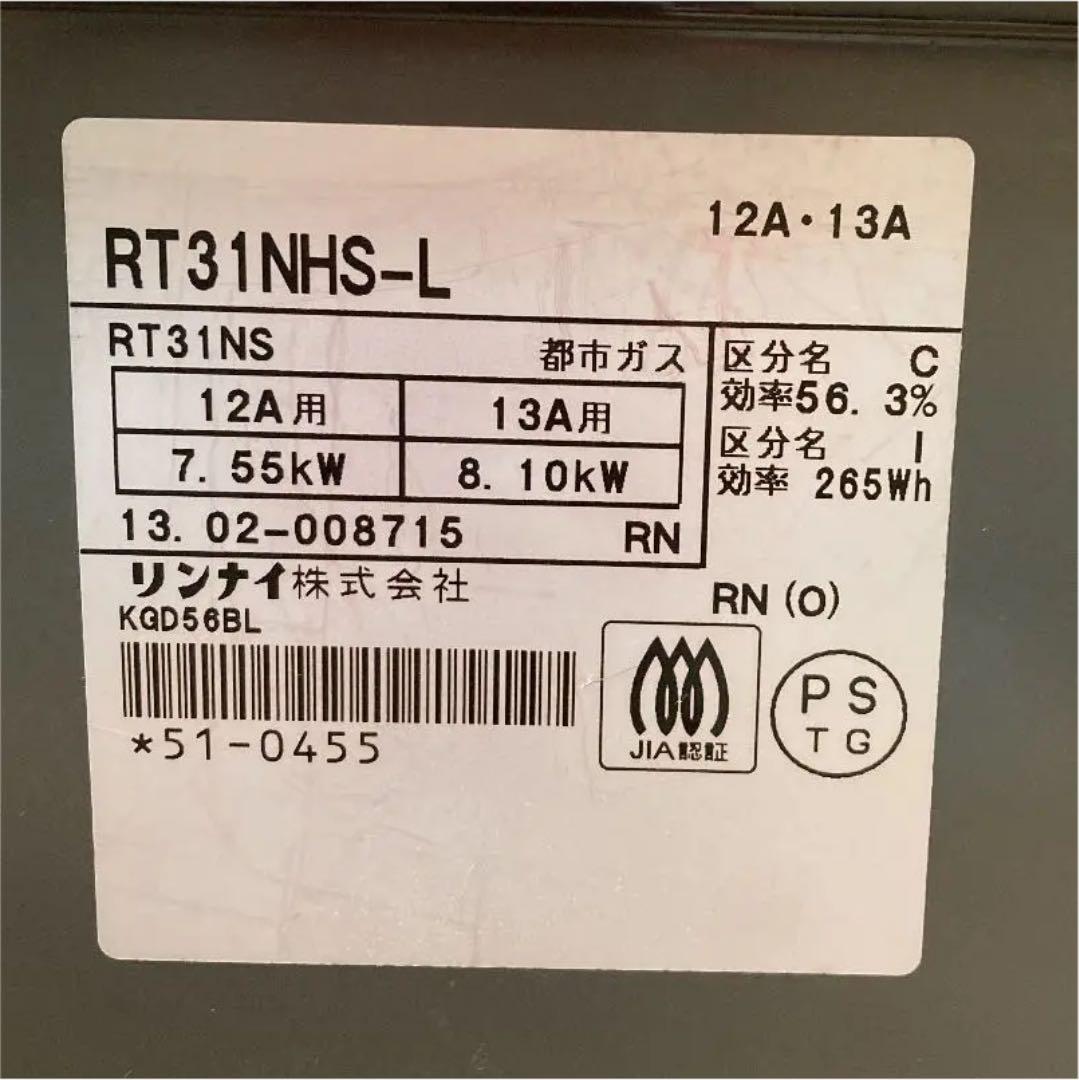 12A・13A
RT31NHS-L
RT31NS 都市ガス
12A用 13A用
7. 55kW 8. 10kW
13. 02-008715 RN
区分名 C
効率56. 3%
区分名 I
効率 265Wh
リンナイ株式会社
KGD56BL
*51-0455
RN (O)
JIA認証
PS
TG